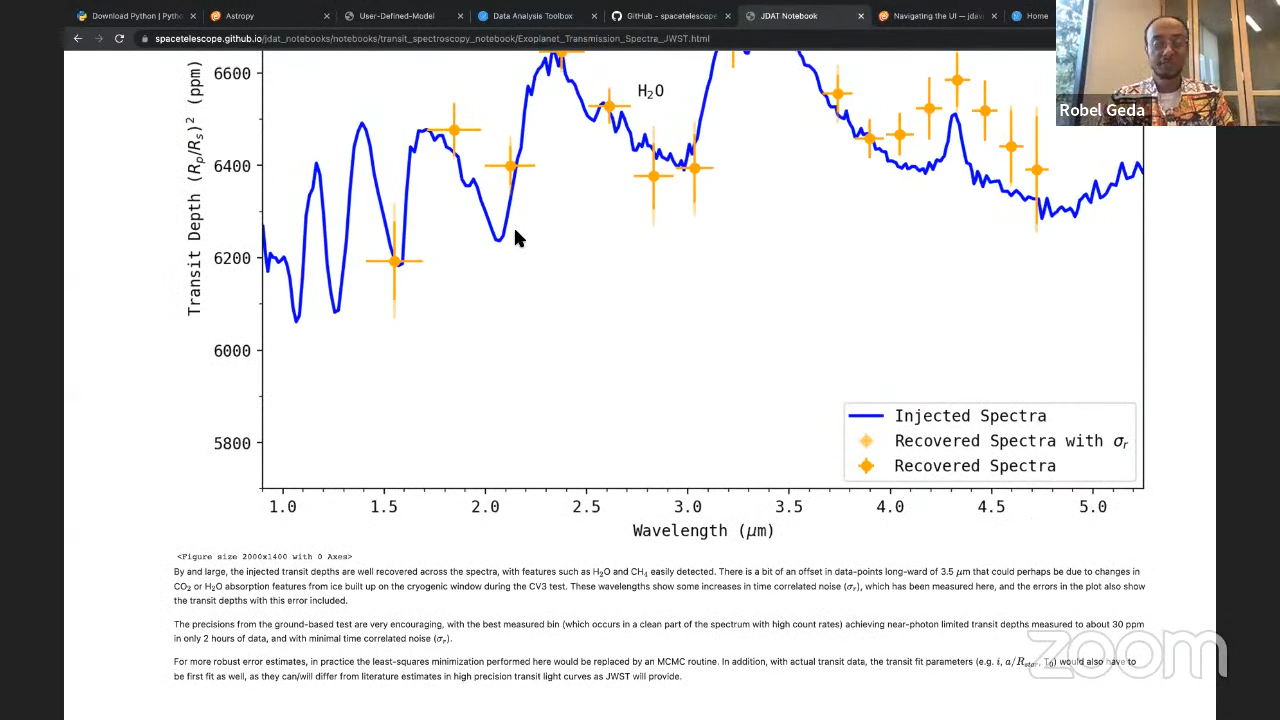 Download Python | Pytho
Astropy
User-Defined-Model
Data Analysis Toolbox
GitHub - spacetelescope
JDAT Notebook
Navigating the UI — jdav
Home
spacetelescope.github.io/jdat_notebooks/notebooks/transit_spectroscopy_notebook/Exoplanet_Transmission_Spectra_JWST.html
Robel Geda
Transit Depth (Rp/Rs)² (ppm)
6600
6400
6200
6000
5800
H₂O
Injected Spectra
Recovered Spectra with σr
Recovered Spectra
1.0 1.5 2.0 2.5 3.0 3.5 4.0 4.5 5.0
Wavelength (μm)
<Figure size 2000x1400 with 0 Axes>
By and large, the injected transit depths are well recovered across the spectra, with features such as H₂O and CH₄ easily detected. There is a bit of an offset in data-points long-ward of 3.5 μm that could perhaps be due to changes in
CO₂ or H₂O absorption features from ice built up on the cryogenic window during the CV3 test. These wavelengths show some increases in time correlated noise (σr), which has been measured here, and the errors in the plot also show
the transit depths with this error included.
The precisions from the ground-based test are very encouraging, with the best measured bin (which occurs in a clean part of the spectrum with high count rates) achieving near-photon limited transit depths measured to about 30 ppm
in only 2 hours of data, and with minimal time correlated noise (σr).
For more robust error estimates, in practice the least-squares minimization performed here would be replaced by an MCMC routine. In addition, with actual transit data, the transit fit parameters (e.g. i, a/Rstar, T0) would also have to
be first fit as well, as they can/will differ from literature estimates in high precision transit light curves as JWST will provide.
zoom